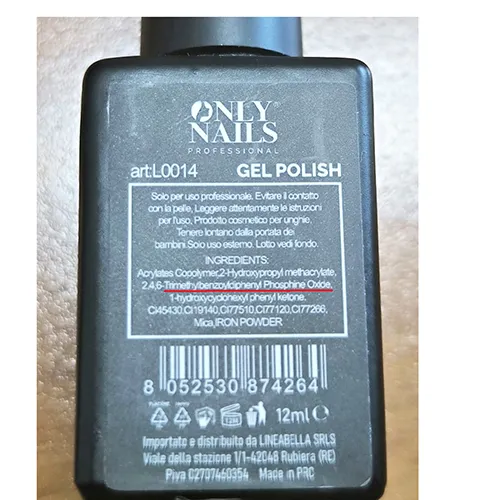 ONLY
NAILS
PROFESSIONAL
art:L0014 GEL POLISH
Solo per uso professionale. Evitare il contatto
con la pelle, Laggere attentamente le istruzioni
per l'uso, Prodotto cosmetico per unghie,
Tenere lontano dalla portata dei
bambini Solo uso esterno. Lotto vedi fondo.
INGREDIENTS:
Acrylates Copolymer,2-Hydroxypropyl methacrylate,
2,4,6-Trimethylbenzoyldiphenyl Phosphine Oxide,
1-hydroxycyclohexyl phenyl ketone.
CI45430.CI19140,CI77510,CI77120,CI77266,
Mica,IRON POWDER
8 052530 874264
12ml e
Importato e distribuito da LINEABELLA SRLS
Viale della stazione 1/1-42048 Rubiera (RE)
P.iva 02707460354 Made in PRC